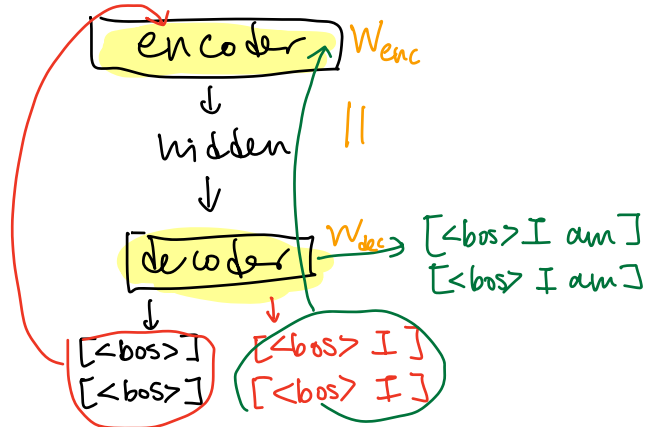 encoder Wenc
hidden
||
decoder Wdec [<bos> I am]
[<bos> I am]
[<bos>] [<bos> I]
[<bos>] [<bos> I]